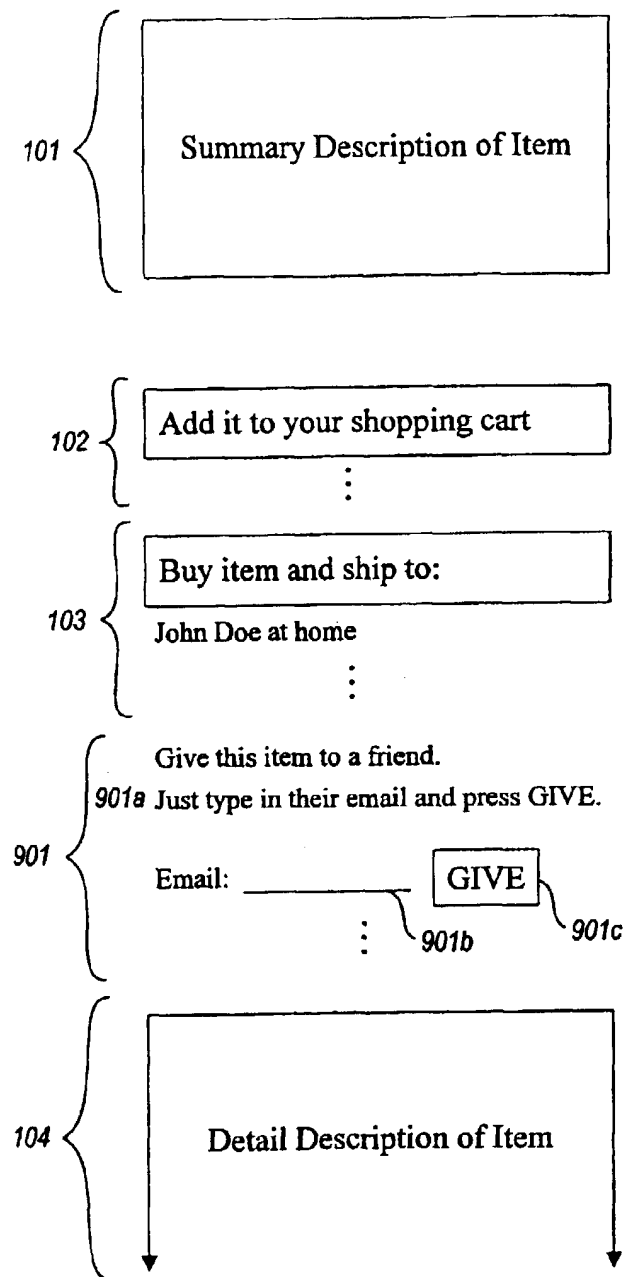 101
Summary Description of Item
102
Add it to your shopping cart
103
Buy item and ship to:
John Doe at home
901
Give this item to a friend.
901a Just type in their email and press GIVE.
Email: GIVE
901b
901c
104
Detail Description of Item